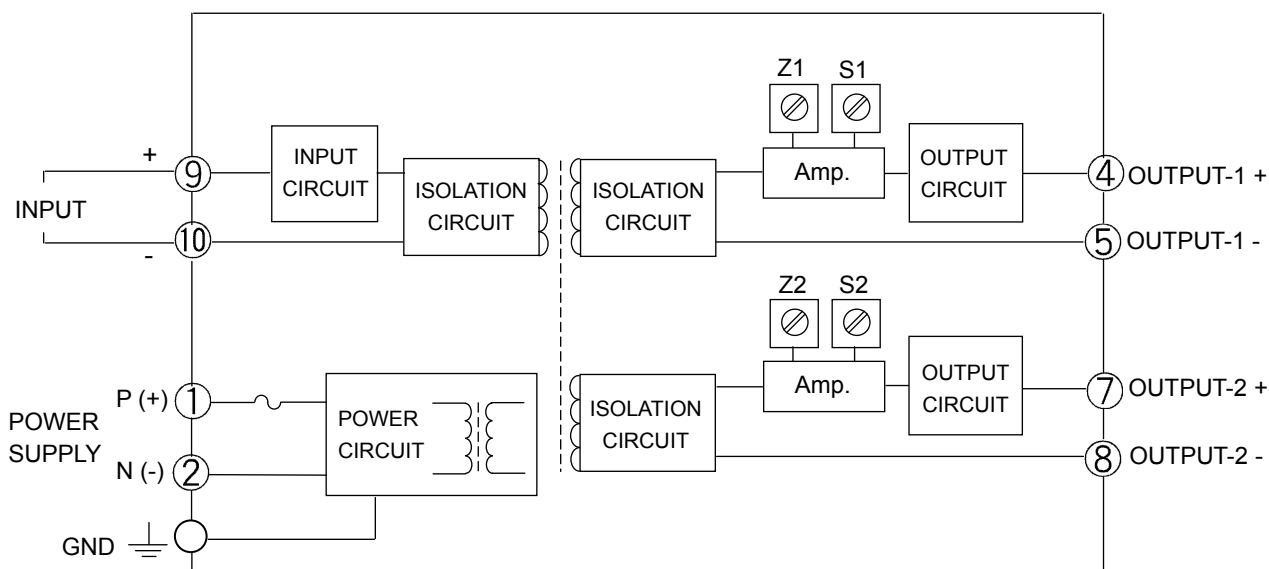 Z1
S1
+
9
INPUT
CIRCUIT
ISOLATION
CIRCUIT
ISOLATION
CIRCUIT
Amp.
OUTPUT
CIRCUIT
4
OUTPUT-1 +
INPUT
10
-
5
OUTPUT-1 -
Z2
S2
P (+)
1
POWER
SUPPLY
N (-)
2
POWER
CIRCUIT
ISOLATION
CIRCUIT
Amp.
OUTPUT
CIRCUIT
7
OUTPUT-2 +
8
OUTPUT-2 -
GND